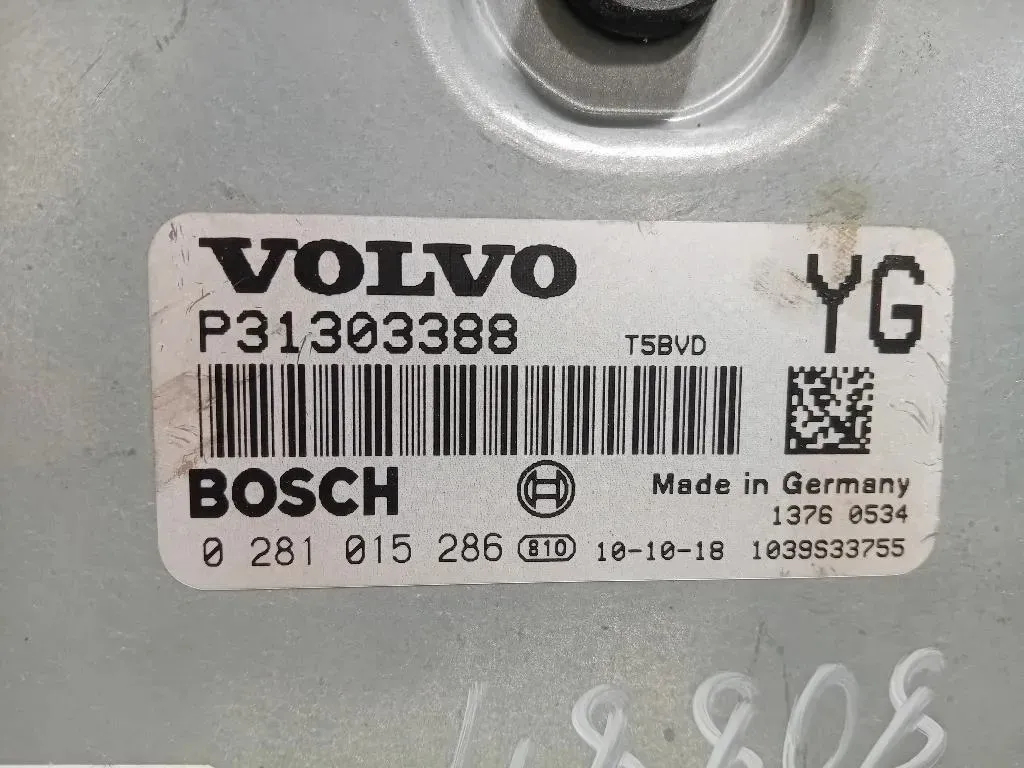 VOLVO
YG
P31303388
T5BVD
BOSCH
Made in Germany
1376 0534
0 281 015 286 810 10-10-18 1039S33755